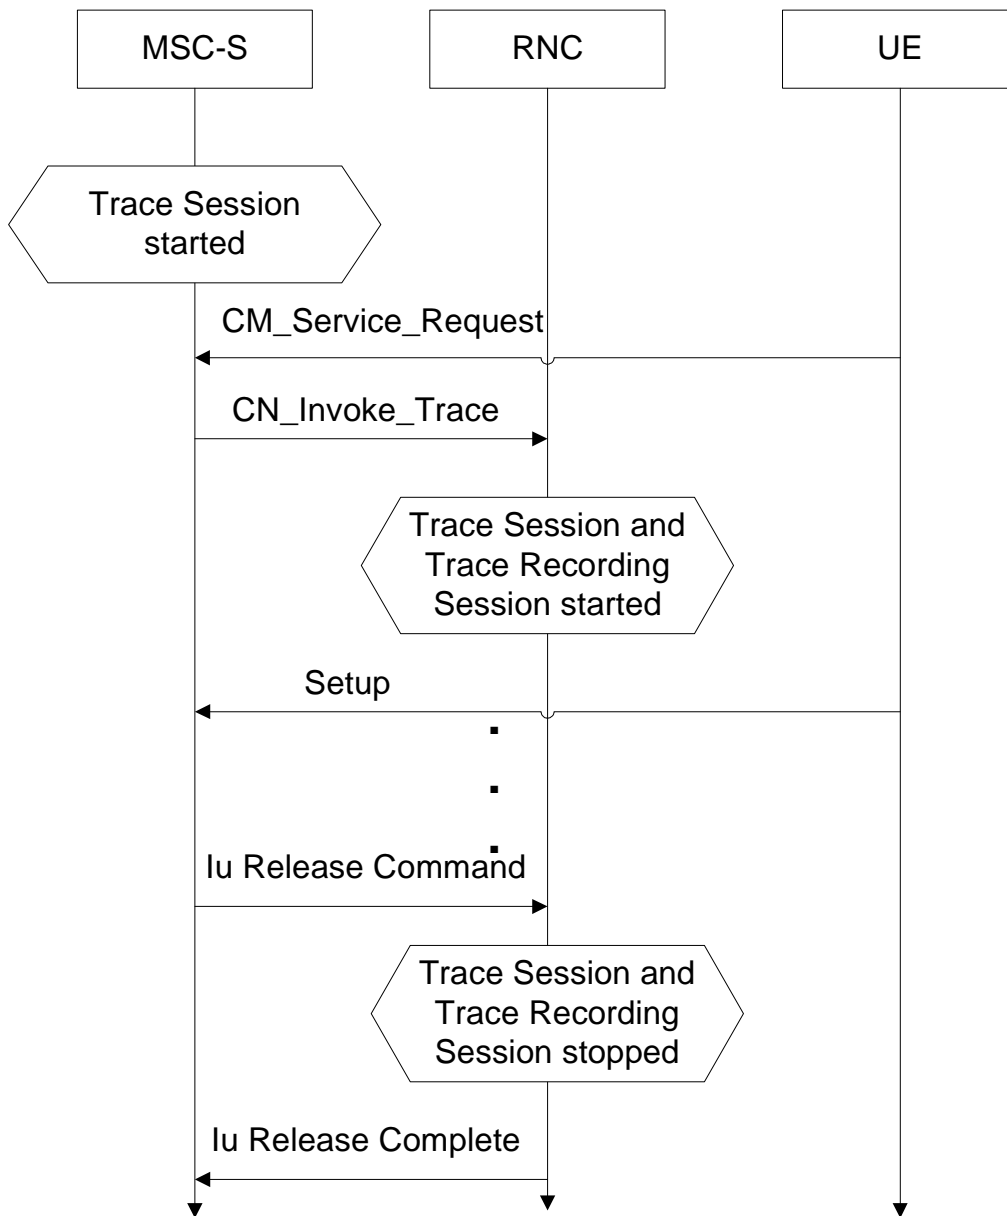 MSC-S
RNC
UE
Trace Session
started
CM_Service_Request
CN_Invoke_Trace
Trace Session and
Trace Recording
Session started
Setup
Iu Release Command
Trace Session and
Trace Recording
Session stopped
Iu Release Complete